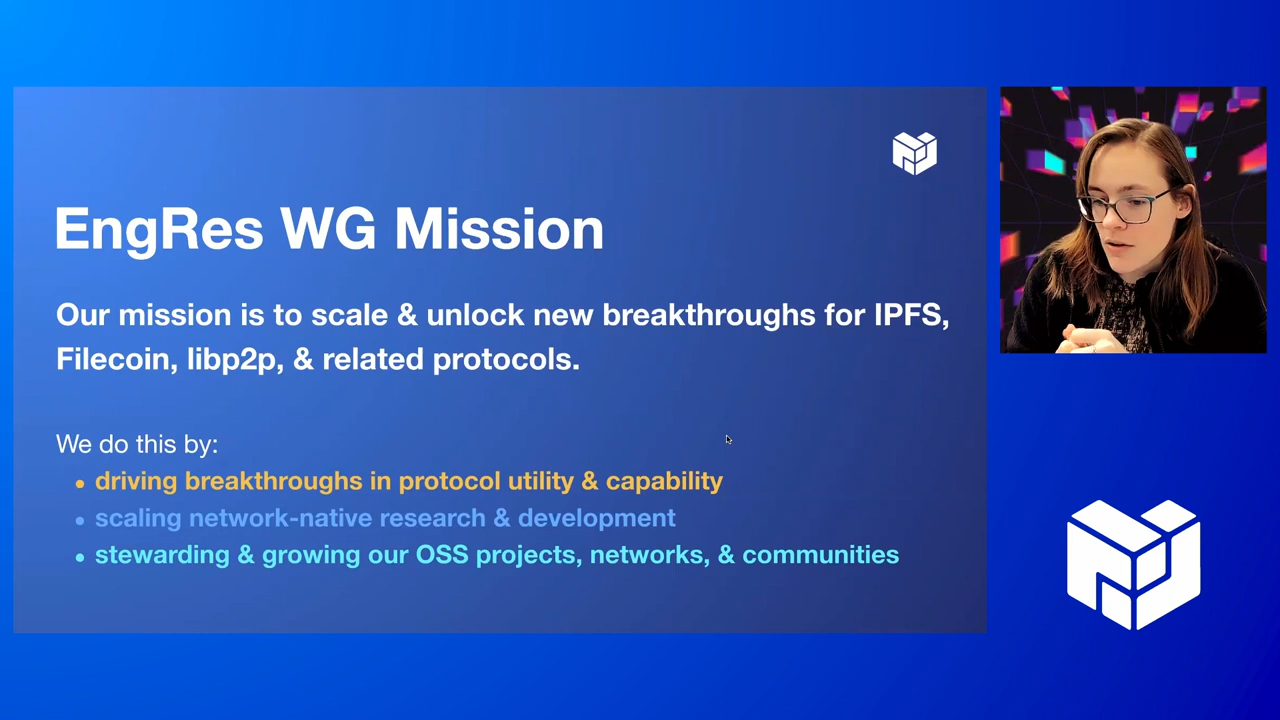 EngRes WG Mission
Our mission is to scale & unlock new breakthroughs for IPFS,
Filecoin, libp2p, & related protocols.
We do this by:
• driving breakthroughs in protocol utility & capability
• scaling network-native research & development
• stewarding & growing our OSS projects, networks, & communities